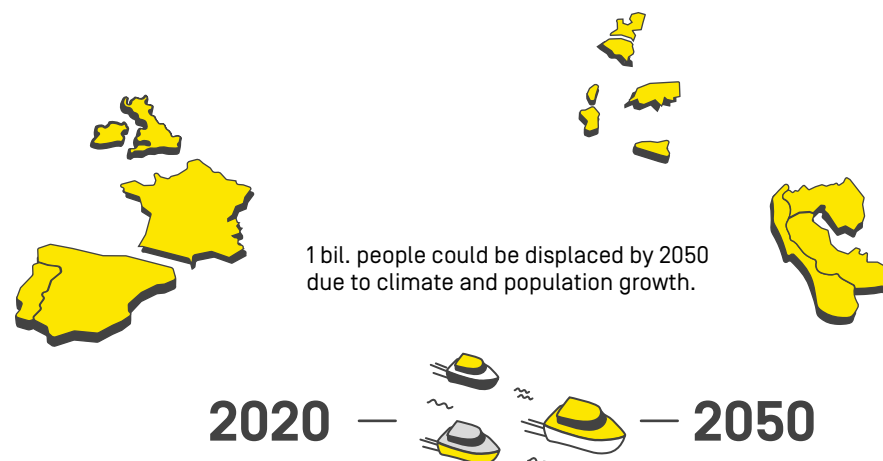 1 bil. people could be displaced by 2050
due to climate and population growth.
2020 — — 2050